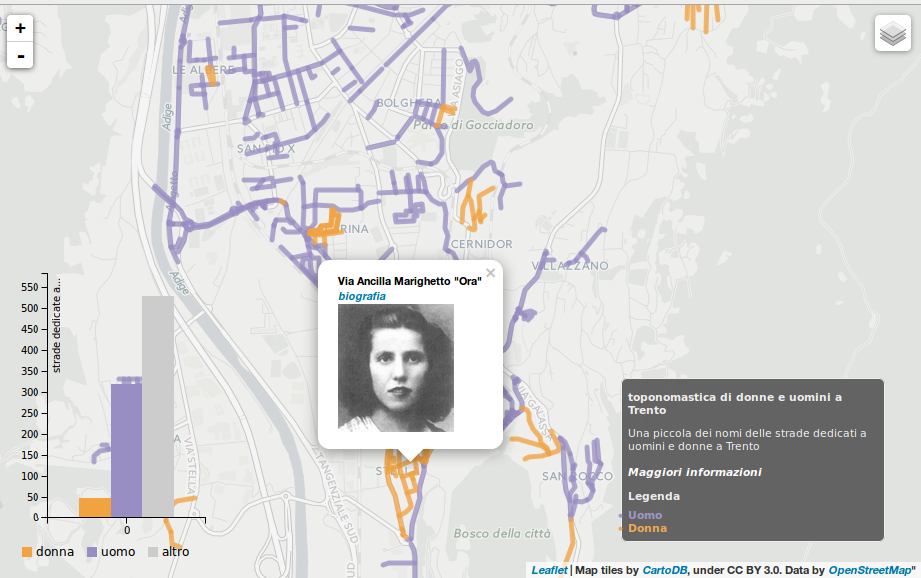 +
-
Adige
LE ALBERE
VIA ASIAGO
BOLGHERA
Parco di Gocciadoro
Adige
SAN PIO X
CERNIDOR
VILLAZZANO
Adige
Via Ancilla Marighetto "Ora"
×
biografia
strade dedicate a...
550
500
450
400
350
300
250
200
150
100
50
0
0
donna
uomo
altro
VIA STELLA
TANGENZIALE SUD
SAN ROCCO
Bosco della città
toponomastica di donne e uomini a
Trento
Una piccola dei nomi delle strade dedicati a
uomini e donne a Trento
Maggiori informazioni
Legenda
Uomo
Donna
Leaflet | Map tiles by CartoDB, under CC BY 3.0. Data by OpenStreetMap"